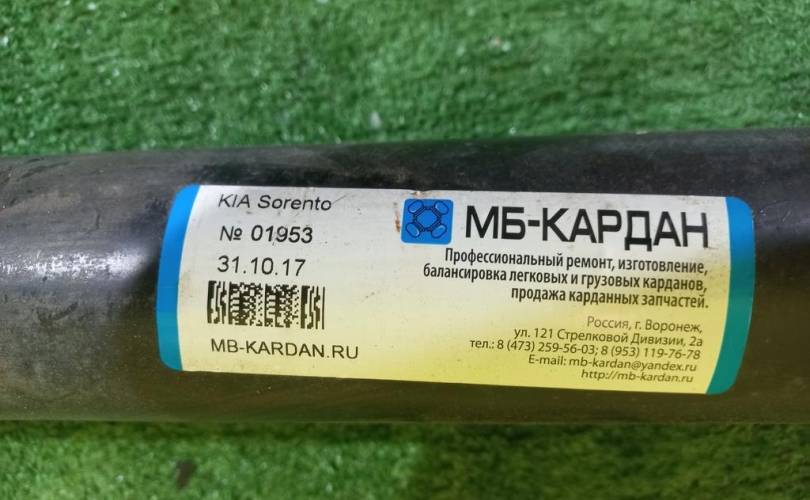 KIA Sorento
№ 01953
31.10.17
MB-KARDAN.RU
МБ-КАРДАН
Профессиональный ремонт, изготовление,
балансировка легковых и грузовых карданов,
продажа карданных запчастей.
Россия, г. Воронеж,
ул. 121 Стрелковой Дивизии, 2а
тел.: 8 (473) 259-56-03; 8 (953) 119-76-78
E-mail: mb-kardan@yandex.ru
http://mb-kardan.ru